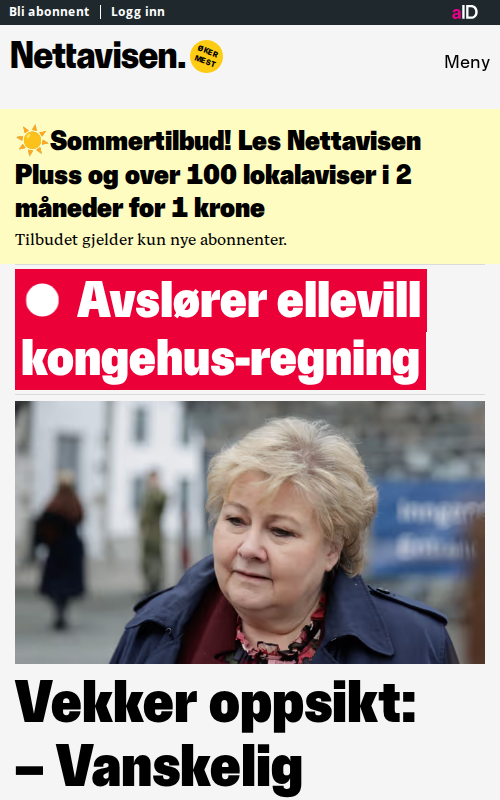 Bli abonnent
Logg inn
aID
Nettavisen.
ØKER
MEST
Meny
Sommertilbud! Les Nettavisen
Pluss og over 100 lokalaviser i 2
måneder for 1 krone
Tilbudet gjelder kun nye abonnenter.
Avslører ellevill
kongehus-regning
Vekker oppsikt:
– Vanskelig